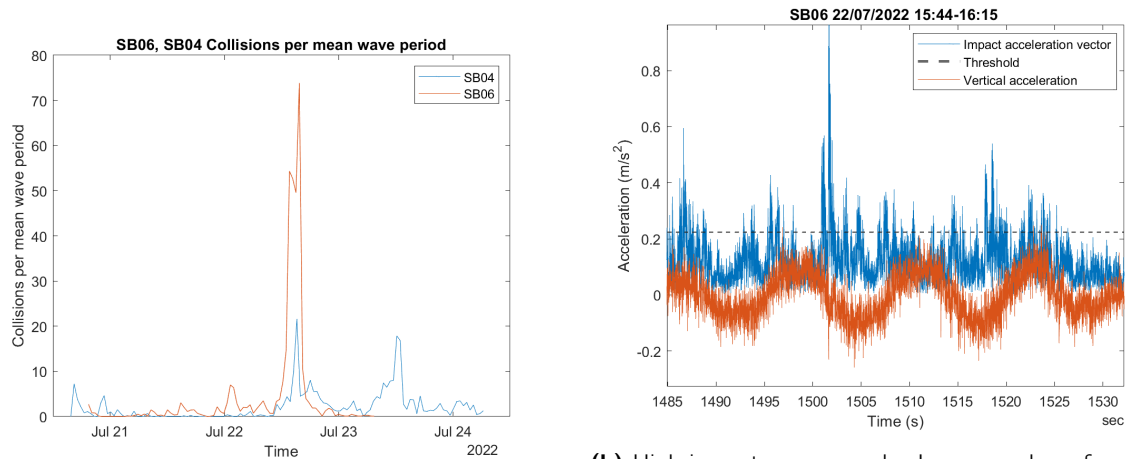 SB06, SB04 Collisions per mean wave period
80
70
60
50
40
30
20
10
0
Collisions per mean wave period
SB04
SB06
Jul 21
Jul 22
Jul 23
Jul 24
Time
2022
SB06 22/07/2022 15:44-16:15
Impact acceleration vector
Threshold
Vertical acceleration
0.8
0.6
0.4
0.2
0
-0.2
Acceleration (m/s²)
1485
1490
1495
1500
1505
1510
1515
1520
1525
1530
Time (s)
sec